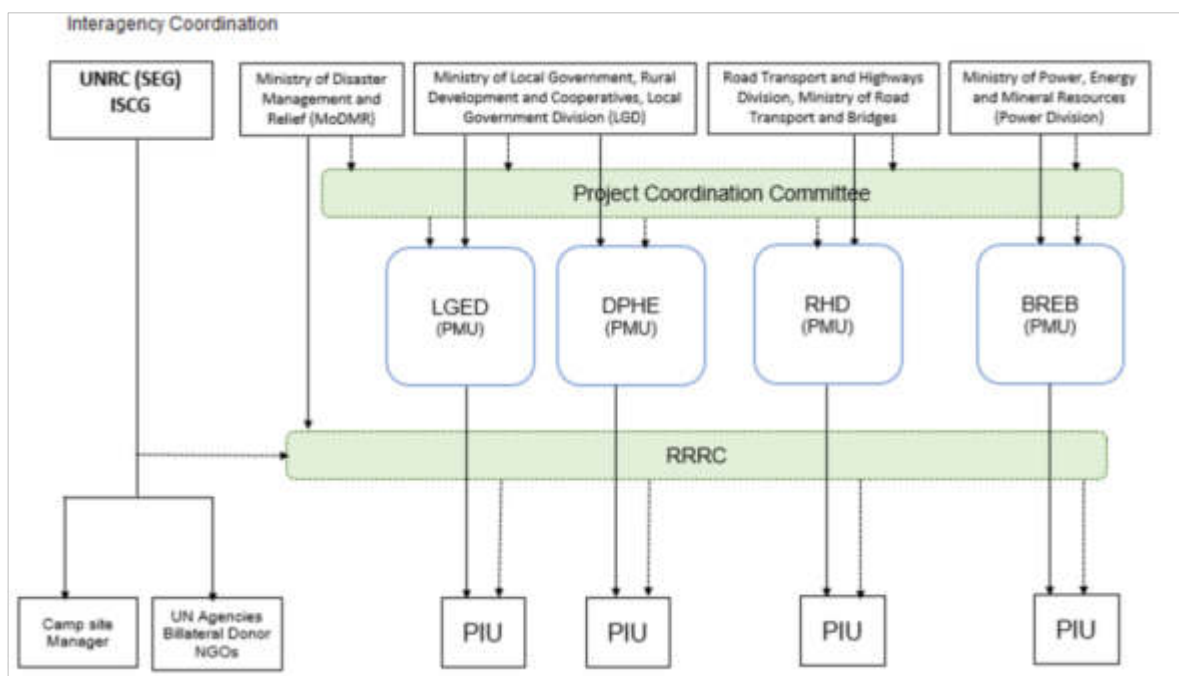 Interagency Coordination
UNRC (SEG)
ISCG
Ministry of Disaster
Management and
Relief (MoDMR)
Ministry of Local Government, Rural
Development and Cooperatives, Local
Government Division (LGD)
Road Transport and Highways
Division, Ministry of Road
Transport and Bridges
Ministry of Power, Energy
and Mineral Resources
(Power Division)
Project Coordination Committee
LGED
(PMU)
DPHE
(PMU)
RHD
(PMU)
BREB
(PMU)
RRRC
Camp site
Manager
UN Agencies
Billateral Donor
NGOs
PIU
PIU
PIU
PIU